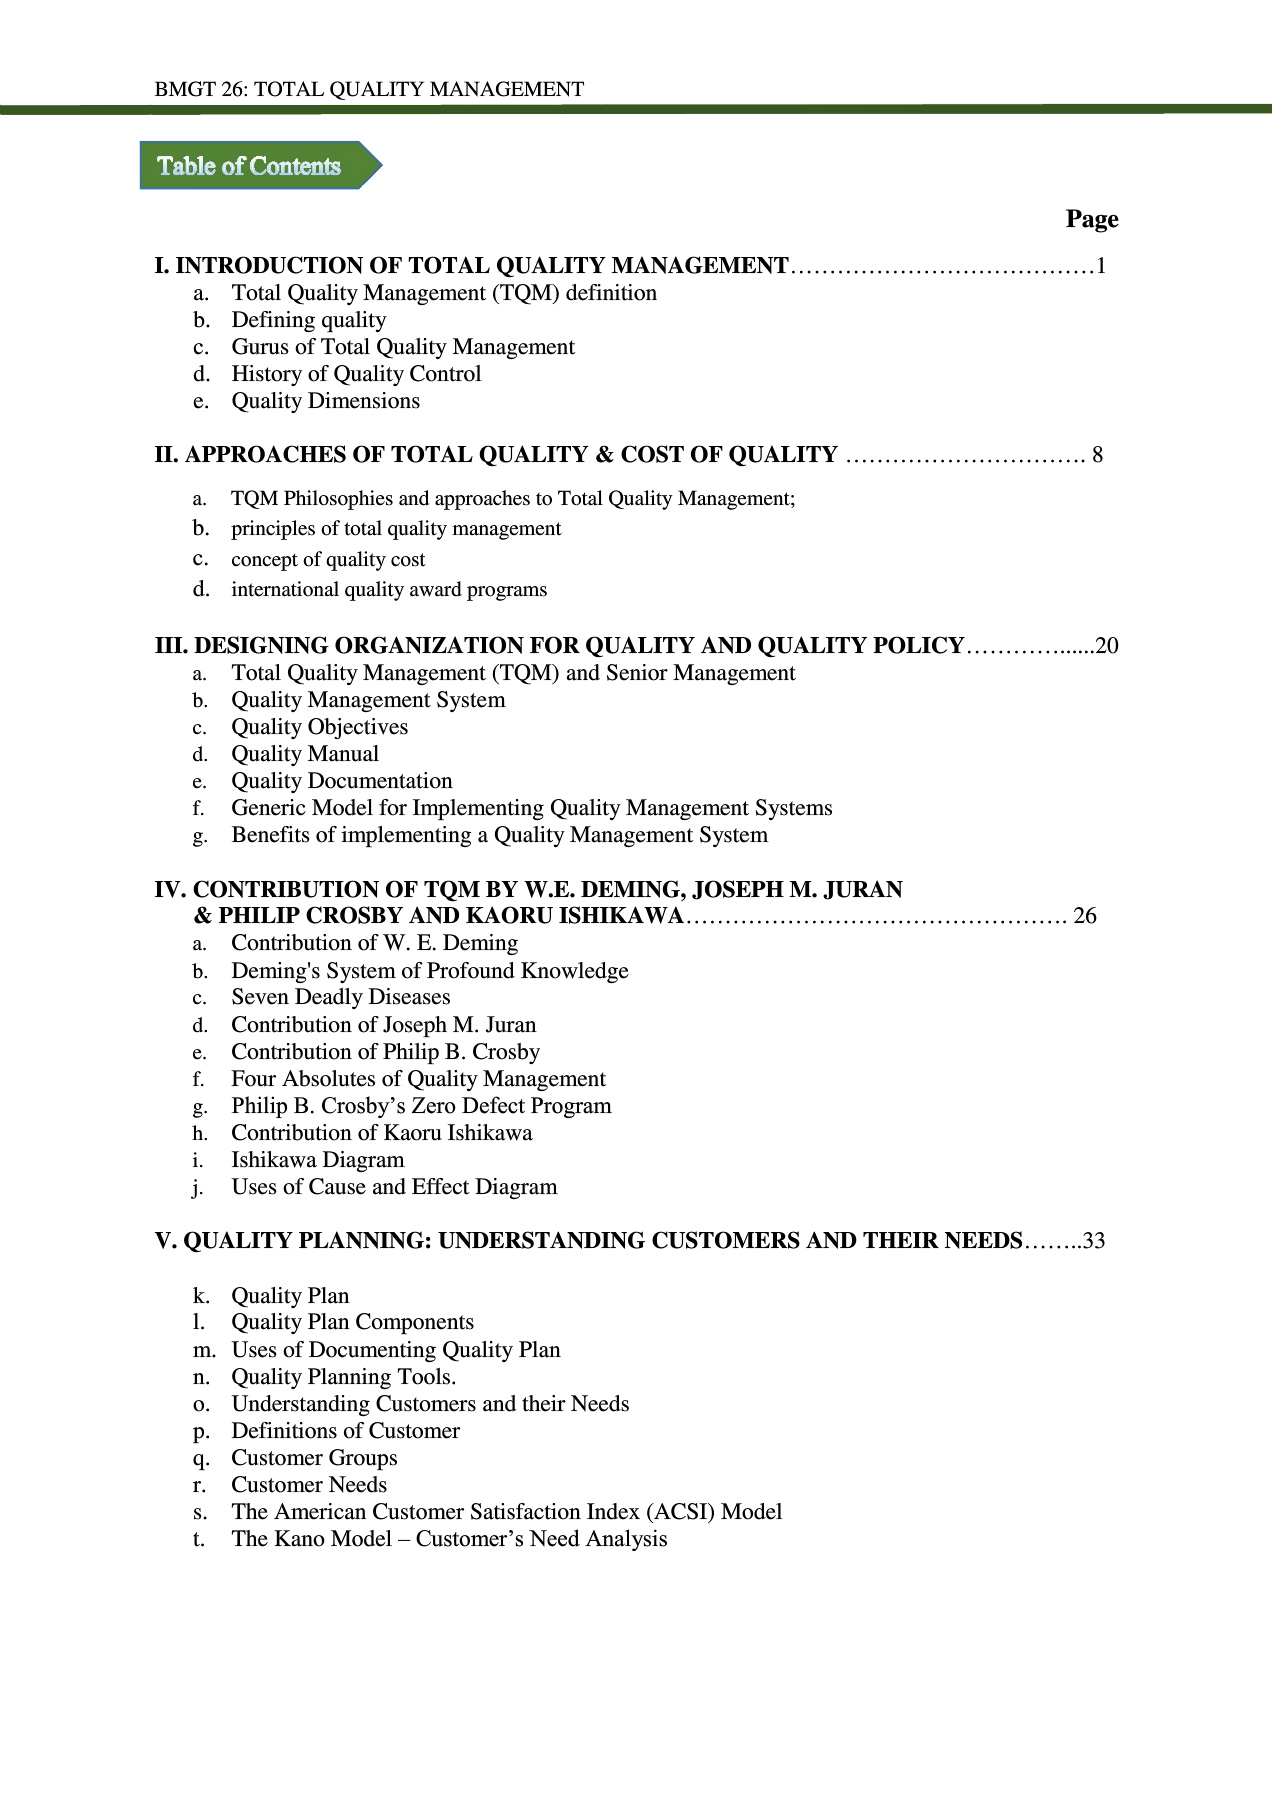 BMGT 26: TOTAL QUALITY MANAGEMENT
Table of Contents
Page
I. INTRODUCTION OF TOTAL QUALITY MANAGEMENT…………………………………1
a. Total Quality Management (TQM) definition
b. Defining quality
c. Gurus of Total Quality Management
d. History of Quality Control
e. Quality Dimensions
II. APPROACHES OF TOTAL QUALITY & COST OF QUALITY …………………………. 8
a. TQM Philosophies and approaches to Total Quality Management;
b. principles of total quality management
c. concept of quality cost
d. international quality award programs
III. DESIGNING ORGANIZATION FOR QUALITY AND QUALITY POLICY…………......20
a. Total Quality Management (TQM) and Senior Management
b. Quality Management System
c. Quality Objectives
d. Quality Manual
e. Quality Documentation
f. Generic Model for Implementing Quality Management Systems
g. Benefits of implementing a Quality Management System
IV. CONTRIBUTION OF TQM BY W.E. DEMING, JOSEPH M. JURAN
& PHILIP CROSBY AND KAORU ISHIKAWA…………………………………………. 26
a. Contribution of W. E. Deming
b. Deming's System of Profound Knowledge
c. Seven Deadly Diseases
d. Contribution of Joseph M. Juran
e. Contribution of Philip B. Crosby
f. Four Absolutes of Quality Management
g. Philip B. Crosby’s Zero Defect Program
h. Contribution of Kaoru Ishikawa
i. Ishikawa Diagram
j. Uses of Cause and Effect Diagram
V. QUALITY PLANNING: UNDERSTANDING CUSTOMERS AND THEIR NEEDS……..33
k. Quality Plan
l. Quality Plan Components
m. Uses of Documenting Quality Plan
n. Quality Planning Tools.
o. Understanding Customers and their Needs
p. Definitions of Customer
q. Customer Groups
r. Customer Needs
s. The American Customer Satisfaction Index (ACSI) Model
t. The Kano Model – Customer’s Need Analysis